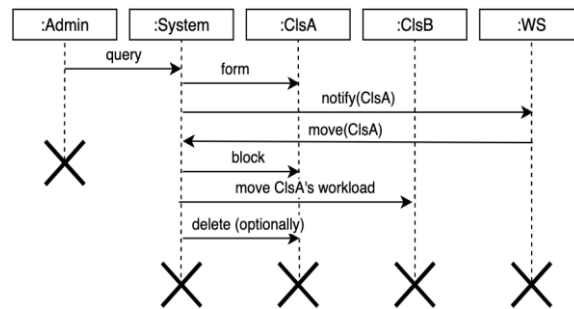 :Admin :System :ClsA :ClsB :WS
query
form
notify(ClsA)
move(ClsA)
block
move ClsA's workload
delete (optionally)